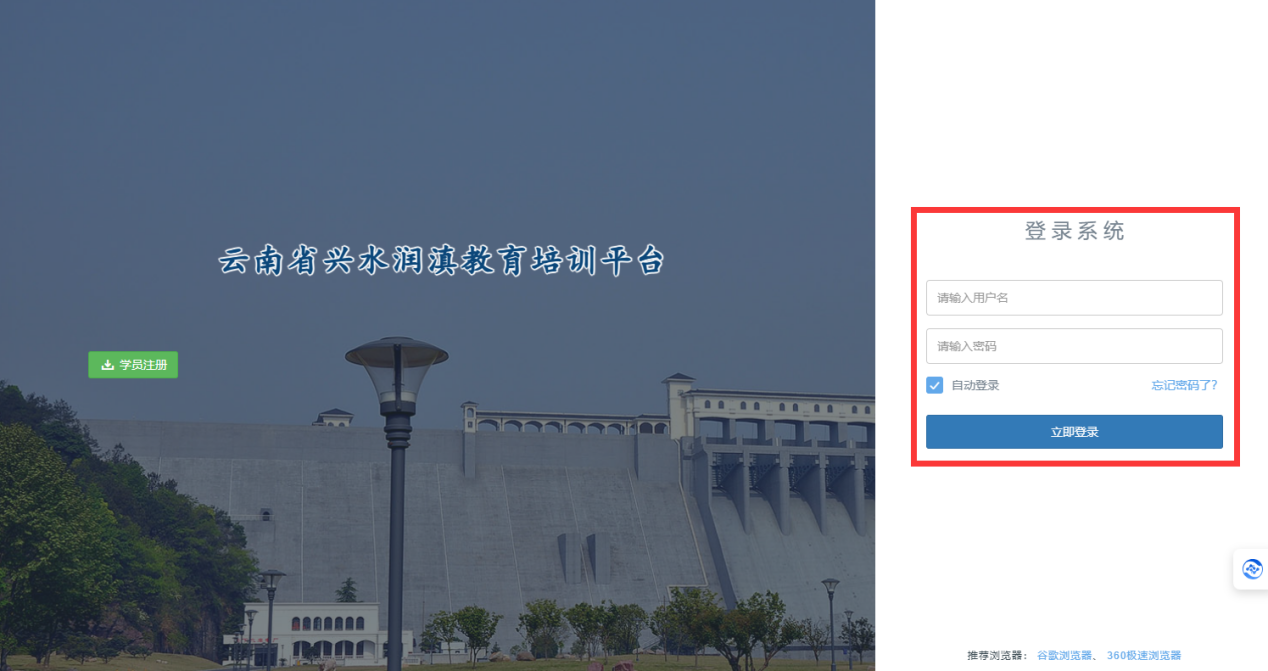 云南省兴水润滇教育培训平台
学员注册
登录系统
请输入用户名
请输入密码
自动登录
忘记密码了?
立即登录
推荐浏览器： 谷歌浏览器、 360极速浏览器